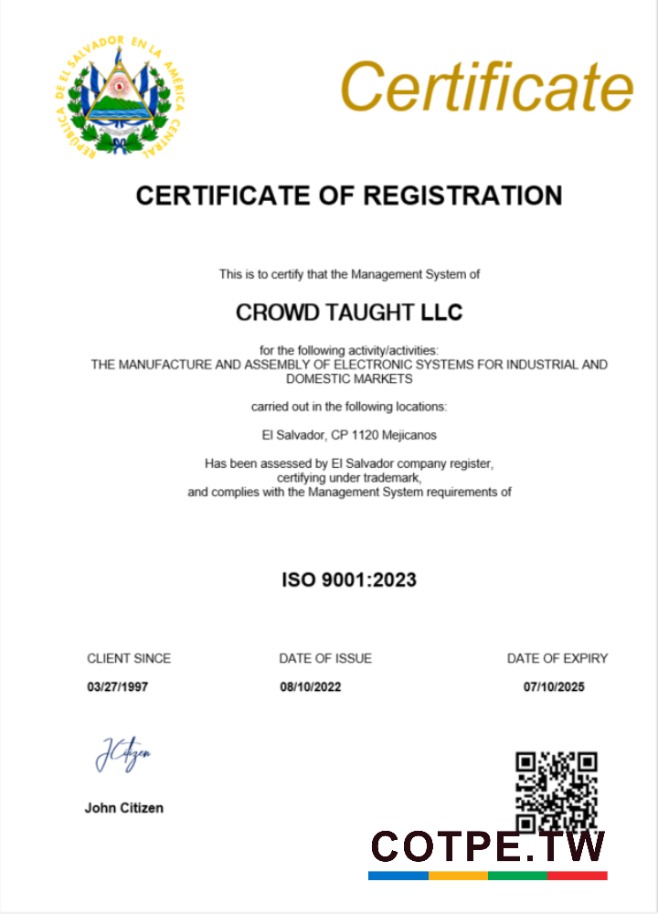 REPÚBLICA DE EL SALVADOR EN LA AMÉRICA CENTRAL
Certificate
CERTIFICATE OF REGISTRATION
This is to certify that the Management System of
CROWD TAUGHT LLC
for the following activity/activities:
THE MANUFACTURE AND ASSEMBLY OF ELECTRONIC SYSTEMS FOR INDUSTRIAL AND
DOMESTIC MARKETS
carried out in the following locations:
El Salvador, CP 1120 Mejicanos
Has been assessed by El Salvador company register,
certifying under trademark,
and complies with the Management System requirements of
ISO 9001:2023
CLIENT SINCE DATE OF ISSUE DATE OF EXPIRY
03/27/1997 08/10/2022 07/10/2025
JCitizen
John Citizen
COTPE.TW